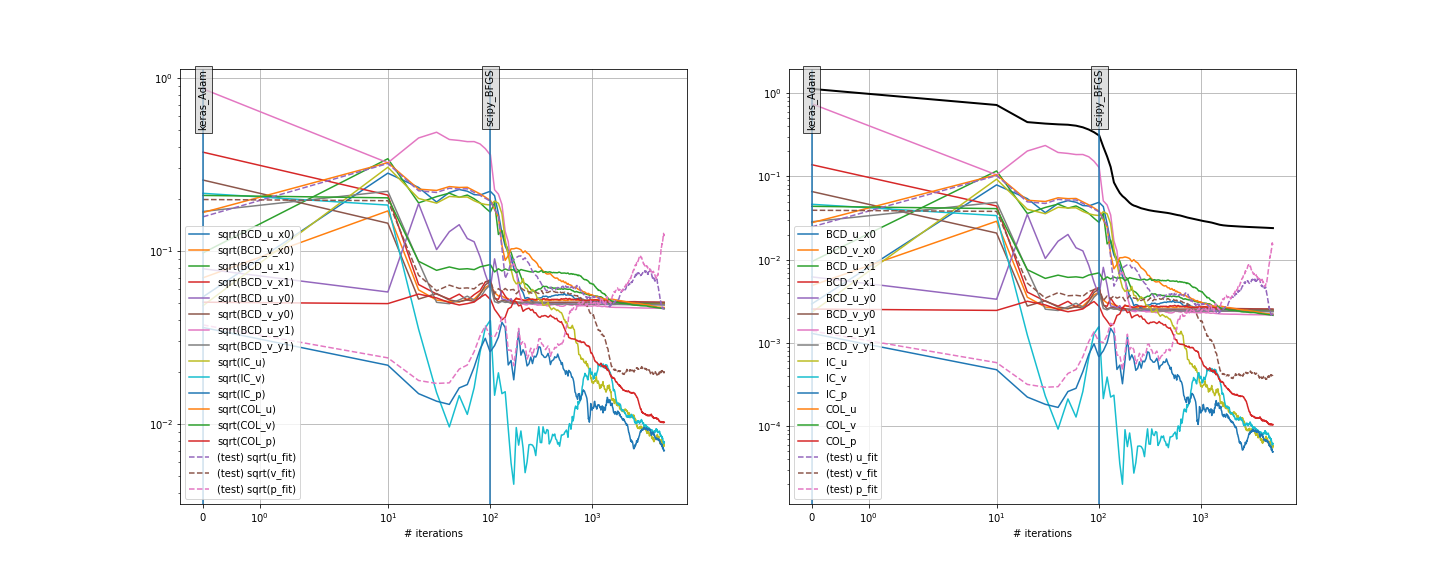 keras_Adam
scipy_BFGS
10⁰
10⁻¹
10⁻²
sqrt(BCD_u_x0)
sqrt(BCD_v_x0)
sqrt(BCD_u_x1)
sqrt(BCD_v_x1)
sqrt(BCD_u_y0)
sqrt(BCD_v_y0)
sqrt(BCD_u_y1)
sqrt(BCD_v_y1)
sqrt(IC_u)
sqrt(IC_v)
sqrt(IC_p)
sqrt(COL_u)
sqrt(COL_v)
sqrt(COL_p)
(test) sqrt(u_fit)
(test) sqrt(v_fit)
(test) sqrt(p_fit)
0 10⁰ 10¹ 10² 10³
# iterations
keras_Adam
scipy_BFGS
10⁰
10⁻¹
10⁻²
10⁻³
10⁻⁴
BCD_u_x0
BCD_v_x0
BCD_u_x1
BCD_v_x1
BCD_u_y0
BCD_v_y0
BCD_u_y1
BCD_v_y1
IC_u
IC_v
IC_p
COL_u
COL_v
COL_p
(test) u_fit
(test) v_fit
(test) p_fit
0 10⁰ 10¹ 10² 10³
# iterations